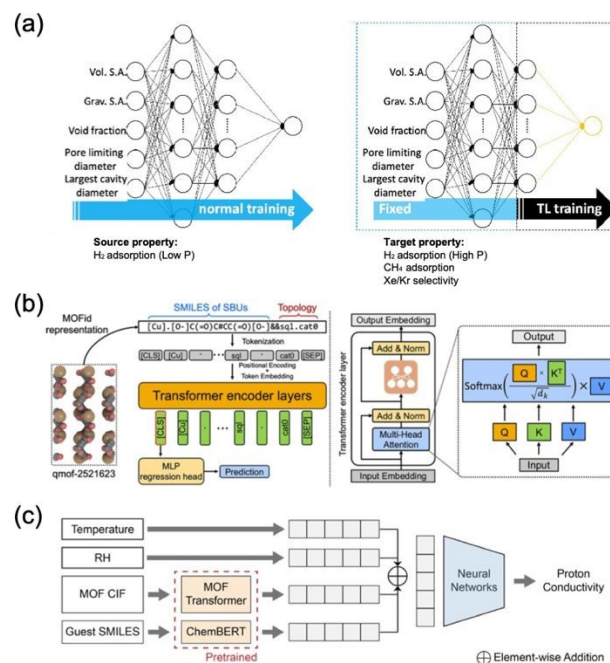 (a)
Vol. S.A.
Grav. S.A.
Void fraction
Pore limiting
diameter
Largest cavity
diameter
normal training
Source property:
H₂ adsorption (Low P)
Vol. S.A.
Grav. S.A.
Void fraction
Pore limiting
diameter
Largest cavity
diameter
Fixed
TL training
Target property:
H₂ adsorption (High P)
CH₄ adsorption
Xe/Kr selectivity
(b)
MOFid
representation
SMILES of SBUs
Topology
[Cu].[O-]C(=O)C#CC(=O)[O-]&&sql.cat0
Tokenization
[CLS] [Cu] . ··· sql . cat0 [SEP]
Positional Encoding
+
Token Embedding
Transformer encoder layers
[CLS] [Cu] . ··· sql . cat0 [SEP]
MLP
regression head
Prediction
qmof-2521623
Transformer encoder layer
Output Embedding
Add & Norm
Add & Norm
Multi-Head
Attention
Input Embedding
Output
Softmax( Q × Kᵀ / √dₖ ) × V
Q K V
Input
(c)
Temperature
RH
MOF CIF
MOF
Transformer
Guest SMILES
ChemBERT
Pretrained
Neural
Networks
Proton
Conductivity
⊕ Element-wise Addition